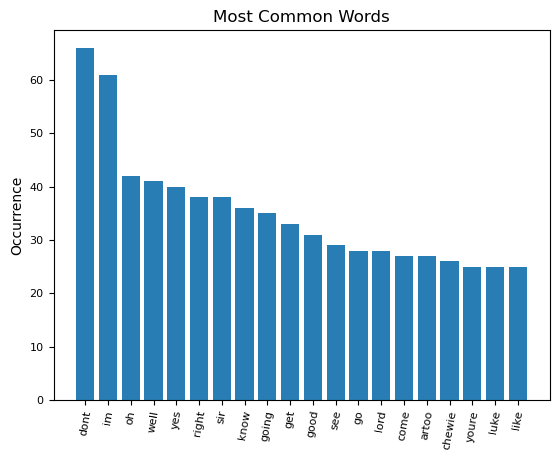 Most Common Words
Occurrence
60
50
40
30
20
10
0
dont im oh well yes right sir know going get good see go lord come artoo chewie youre luke like